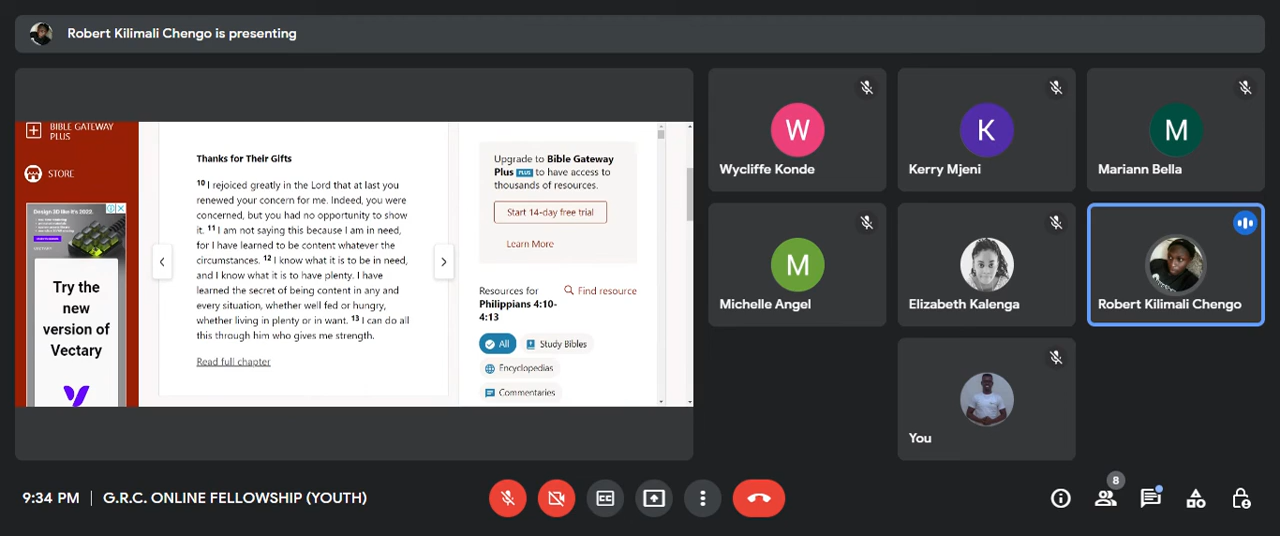 Robert Kilimali Chengo is presenting
BIBLE GATEWAY
PLUS
STORE
Design 3D like it's 2022.
Try the
new
version of
Vectary
Thanks for Their Gifts
10 I rejoiced greatly in the Lord that at last you
renewed your concern for me. Indeed, you were
concerned, but you had no opportunity to show
it. 11 I am not saying this because I am in need,
for I have learned to be content whatever the
circumstances. 12 I know what it is to be in need,
and I know what it is to have plenty. I have
learned the secret of being content in any and
every situation, whether well fed or hungry,
whether living in plenty or in want. 13 I can do all
this through him who gives me strength.
Read full chapter
Upgrade to Bible Gateway
Plus PLUS to have access to
thousands of resources.
Start 14-day free trial
Learn More
Resources for
Philippians 4:10-
4:13
Find resource
All
Study Bibles
Encyclopedias
Commentaries
W
Wycliffe Konde
K
Kerry Mjeni
M
Mariann Bella
M
Michelle Angel
Elizabeth Kalenga
Robert Kilimali Chengo
You
9:34 PM | G.R.C. ONLINE FELLOWSHIP (YOUTH)
CC
8